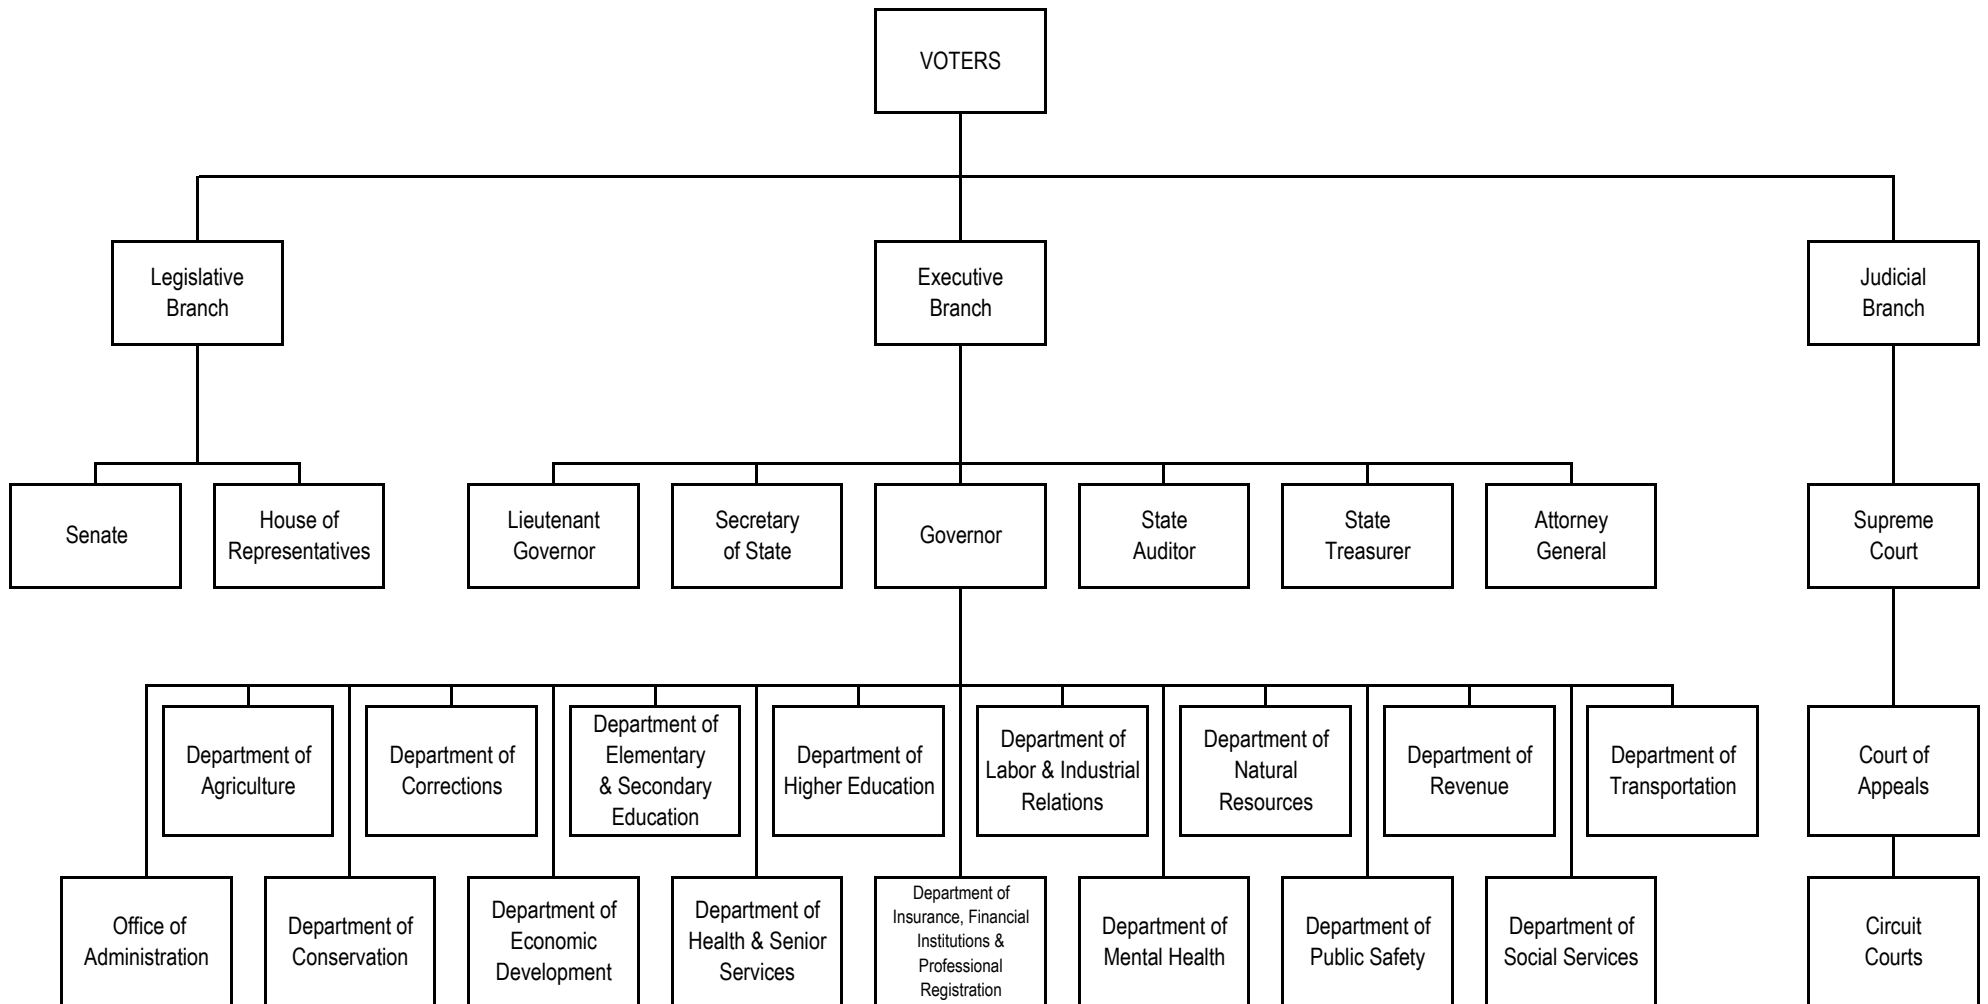 VOTERS
Legislative
Branch
Executive
Branch
Judicial
Branch
Senate
House of
Representatives
Lieutenant
Governor
Secretary
of State
Governor
State
Auditor
State
Treasurer
Attorney
General
Supreme
Court
Department of
Agriculture
Department of
Corrections
Department of
Elementary
& Secondary
Education
Department of
Higher Education
Department of
Labor & Industrial
Relations
Department of
Natural
Resources
Department of
Revenue
Department of
Transportation
Court of
Appeals
Office of
Administration
Department of
Conservation
Department of
Economic
Development
Department of
Health & Senior
Services
Department of
Insurance, Financial
Institutions &
Professional
Registration
Department of
Mental Health
Department of
Public Safety
Department of
Social Services
Circuit
Courts